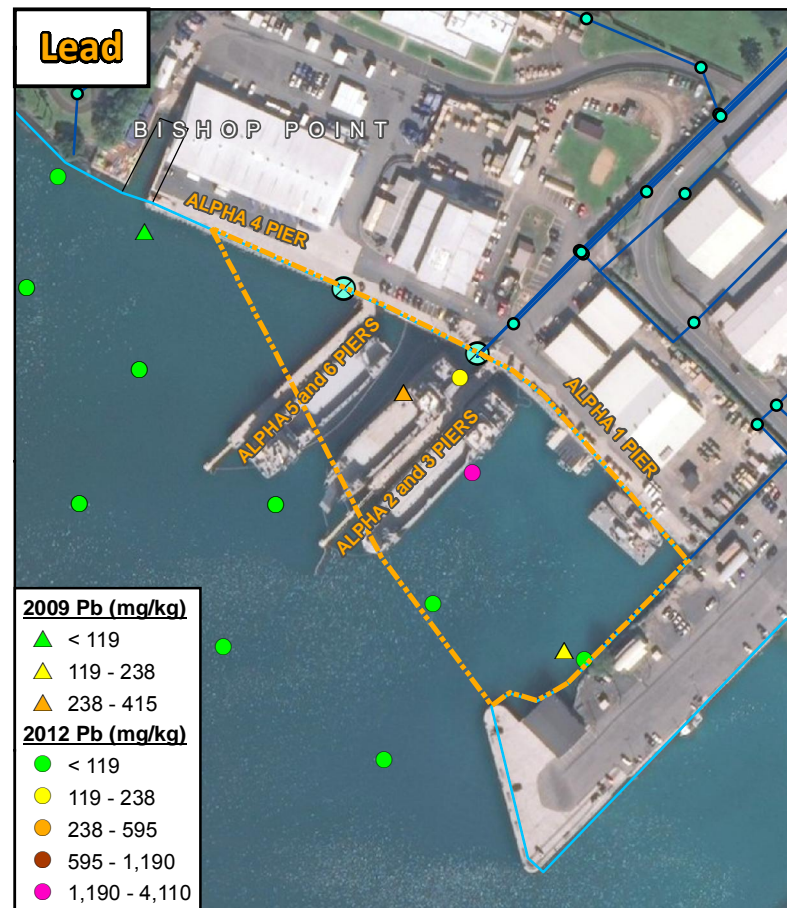 Lead
BISHOP POINT
ALPHA 4 PIER
ALPHA 5 and 6 PIERS
ALPHA 2 and 3 PIERS
ALPHA 1 PIER
2009 Pb (mg/kg)
< 119
119 - 238
238 - 415
2012 Pb (mg/kg)
< 119
119 - 238
238 - 595
595 - 1,190
1,190 - 4,110